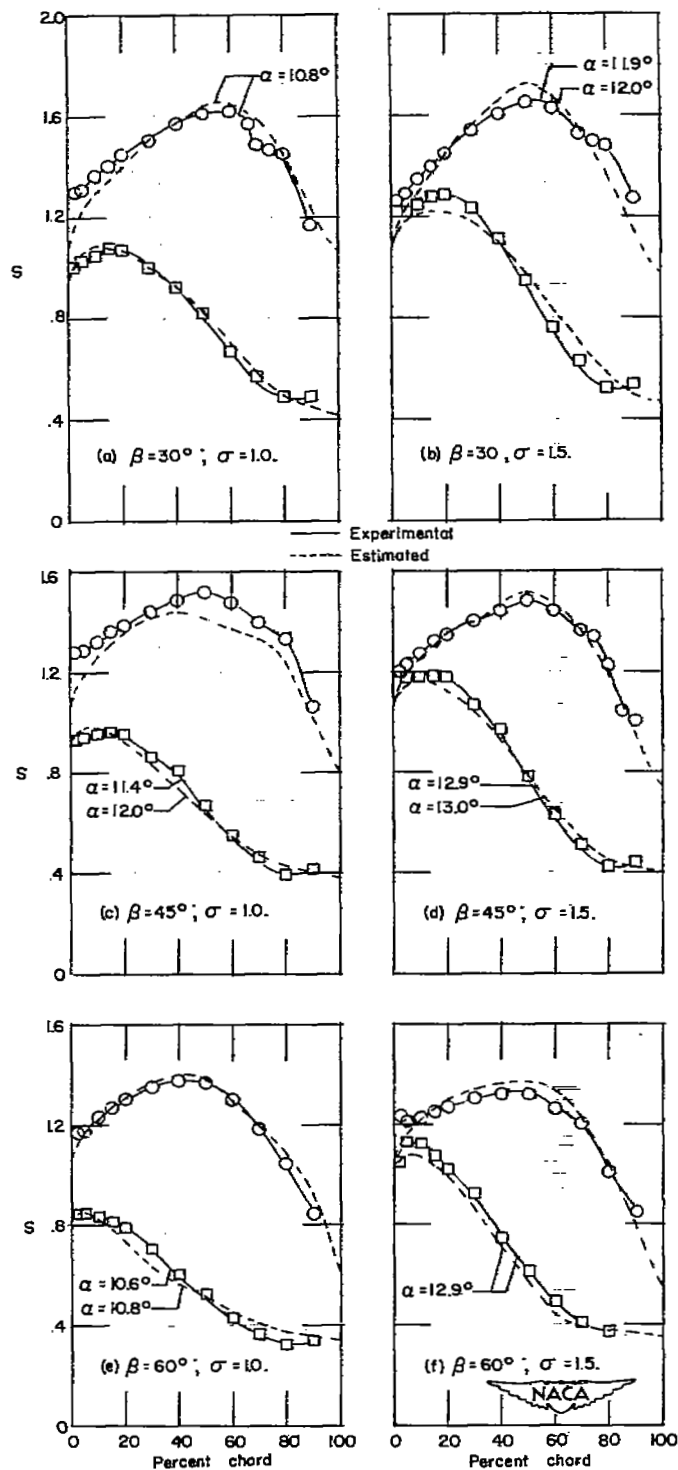 2.0
1.6
1.2
.8
.4
0
S
α = 10.8°
(a) β = 30° ; σ = 1.0.
α = 11.9°
α = 12.0°
(b) β = 30 ; σ = 1.5.
Experimental
Estimated
1.6
1.2
.8
.4
0
S
α = 11.4°
α = 12.0°
(c) β = 45° ; σ = 1.0.
α = 12.9°
α = 13.0°
(d) β = 45° ; σ = 1.5.
1.6
1.2
.8
.4
0
S
α = 10.6°
α = 10.8°
(e) β = 60° ; σ = 1.0.
α = 12.9°
(f) β = 60° ; σ = 1.5.
NACA
0 20 40 60 80 100
Percent chord
0 20 40 60 80 100
Percent chord